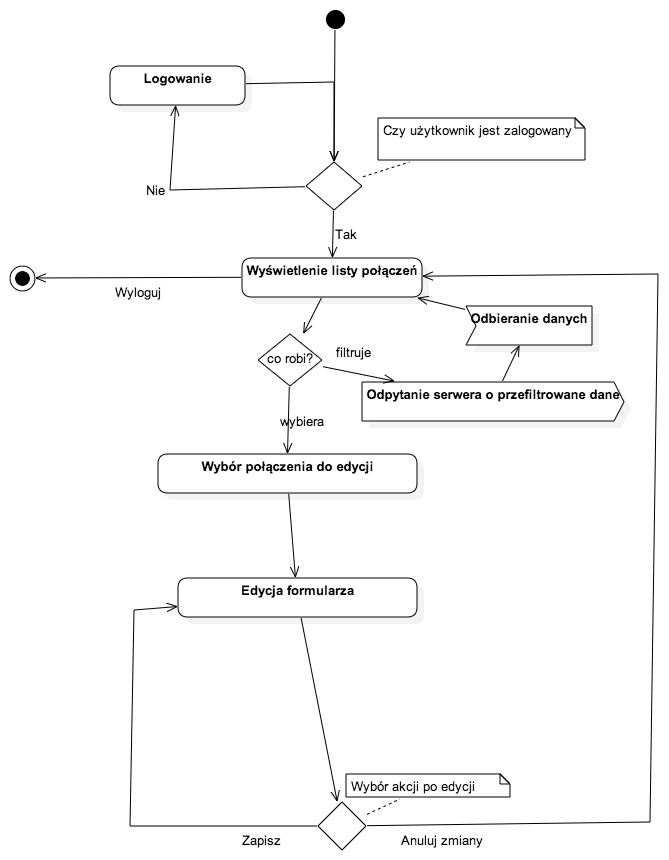 Logowanie
Czy użytkownik jest zalogowany
Nie
Tak
Wyświetlenie listy połączeń
Wyloguj
Odbieranie danych
filtruje
co robi?
Odpytanie serwera o przefiltrowane dane
wybiera
Wybór połączenia do edycji
Edycja formularza
Wybór akcji po edycji
Zapisz
Anuluj zmiany